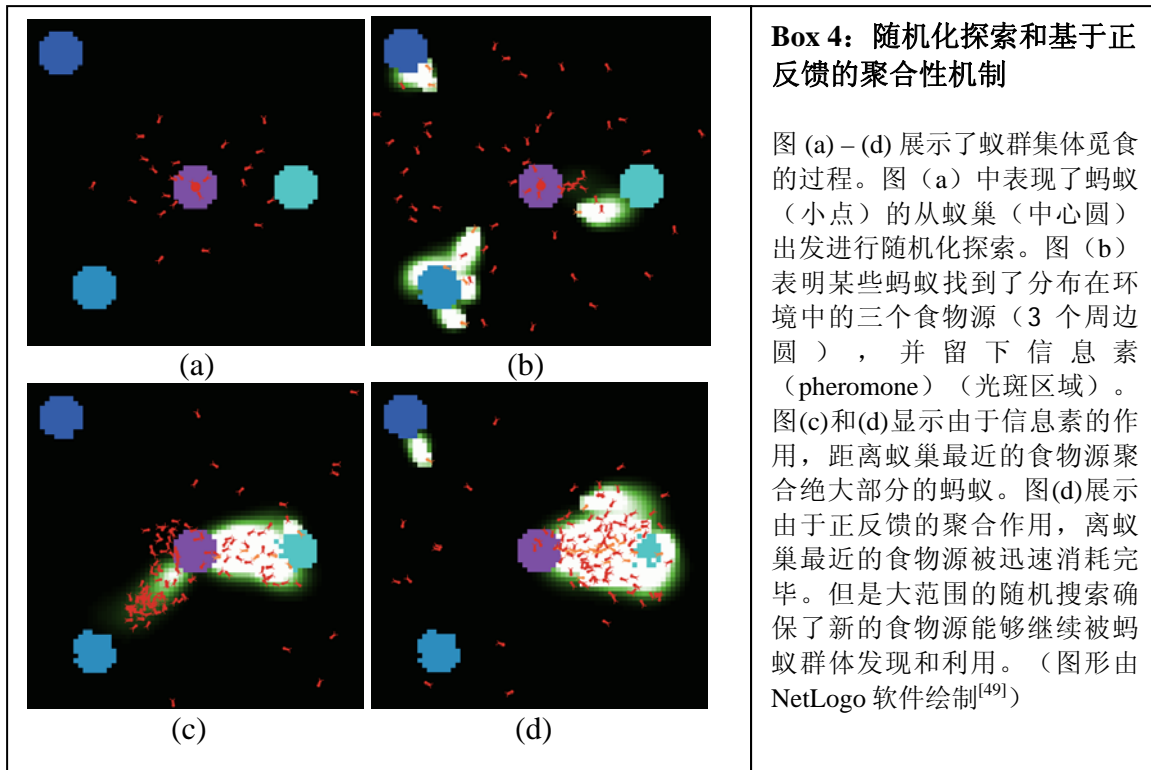 (a)
(b)
(c)
(d)
Box 4：随机化探索和基于正
反馈的聚合性机制
图 (a) – (d) 展示了蚁群集体觅食
的过程。图（a）中表现了蚂蚁
（小点）的从蚁巢（中心圆）
出发进行随机化探索。图（b）
表明某些蚂蚁找到了分布在环
境中的三个食物源（3 个周边
圆），并留下信息素
（pheromone）（光斑区域）。
图(c)和(d)显示由于信息素的作
用，距离蚁巢最近的食物源聚
合绝大部分的蚂蚁。图(d)展示
由于正反馈的聚合作用，离蚁
巢最近的食物源被迅速消耗完
毕。但是大范围的随机搜索确
保了新的食物源能够继续被蚂
蚁群体发现和利用。（图形由
NetLogo 软件绘制[49]）